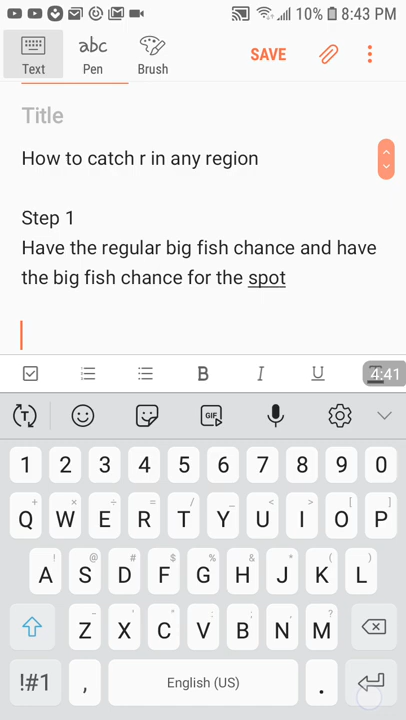 10% 8:43 PM
Text Pen Brush SAVE
abc
Title
How to catch r in any region
Step 1
Have the regular big fish chance and have
the big fish chance for the spot
B I U T
4:41
T GIF
1 2 3 4 5 6 7 8 9 0
+ × ÷ = / _ < > [ ]
Q W E R T Y U I O P
! @ # $ % ^ & * ( )
A S D F G H J K L
- ' " : ; , ?
Z X C V B N M
!#1 , English (US) .